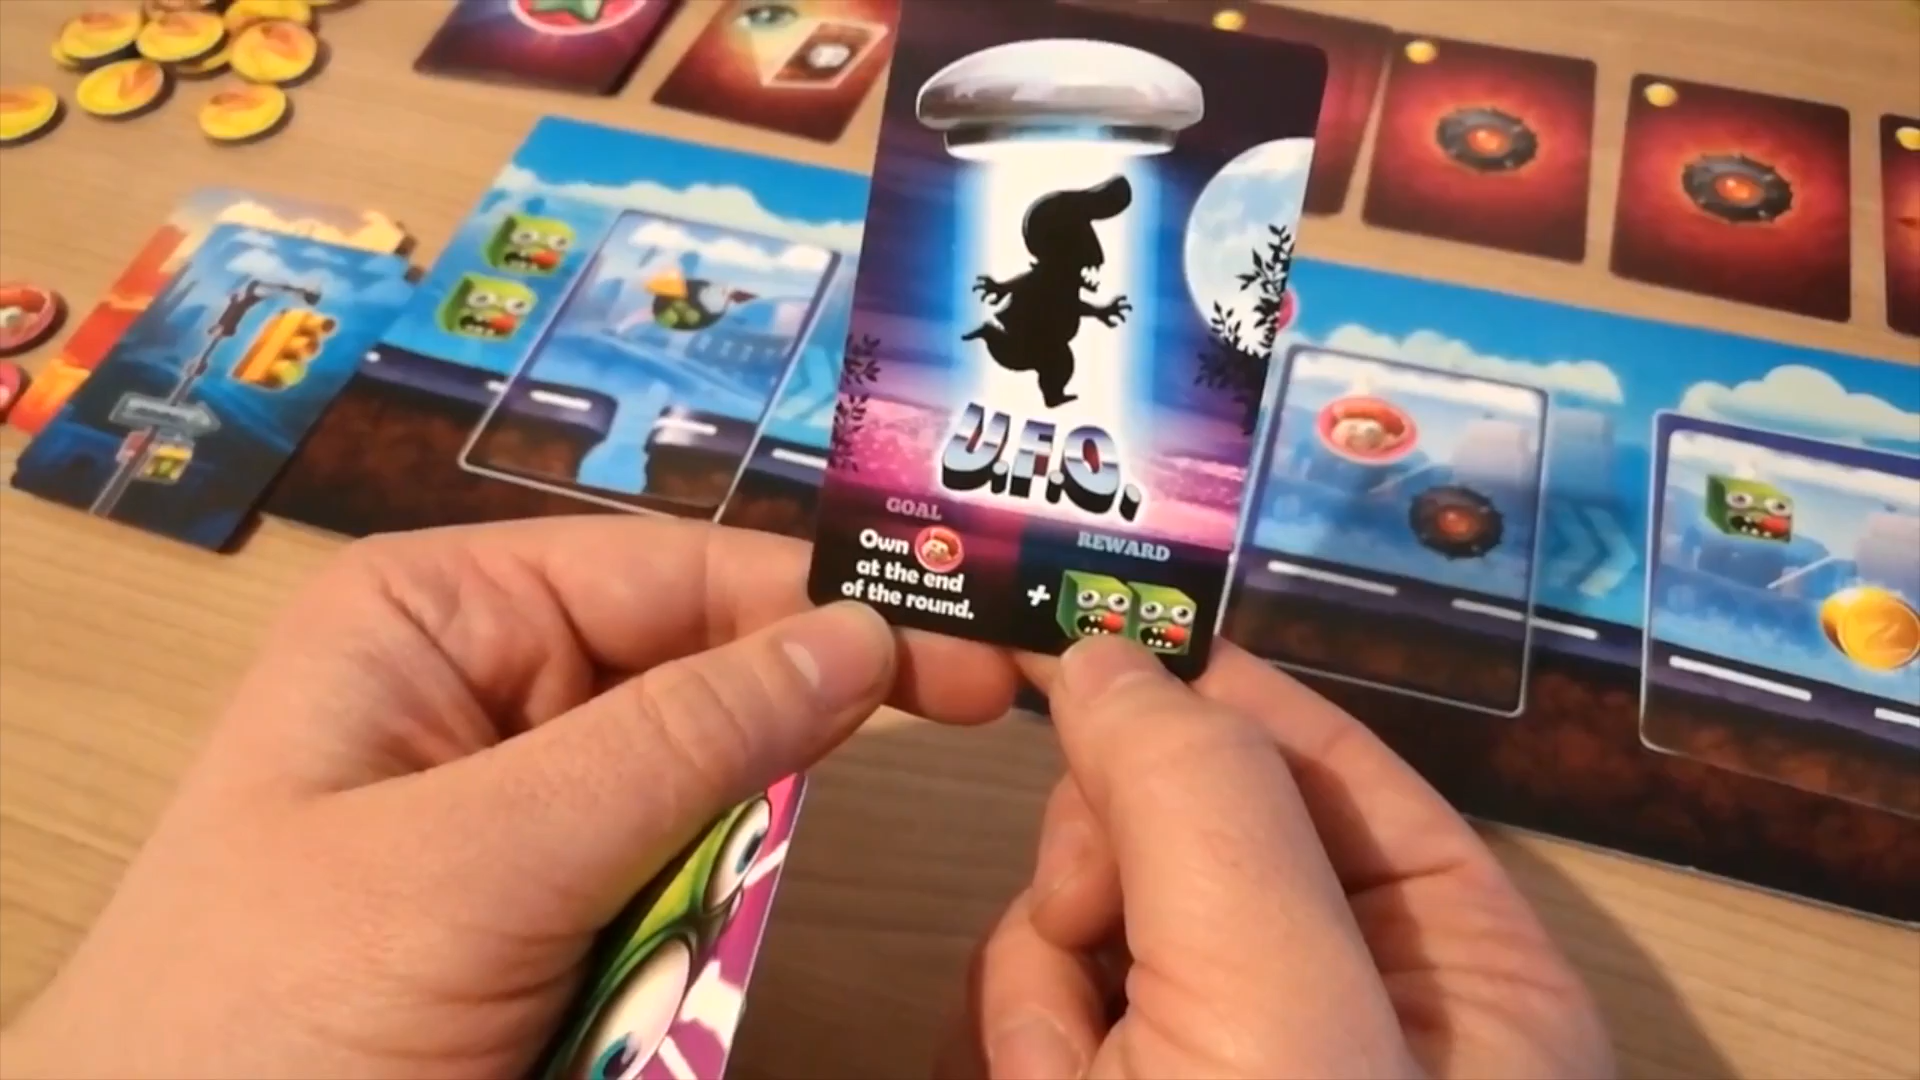 U.F.O.
GOAL
Own
at the end
of the round.
REWARD
+